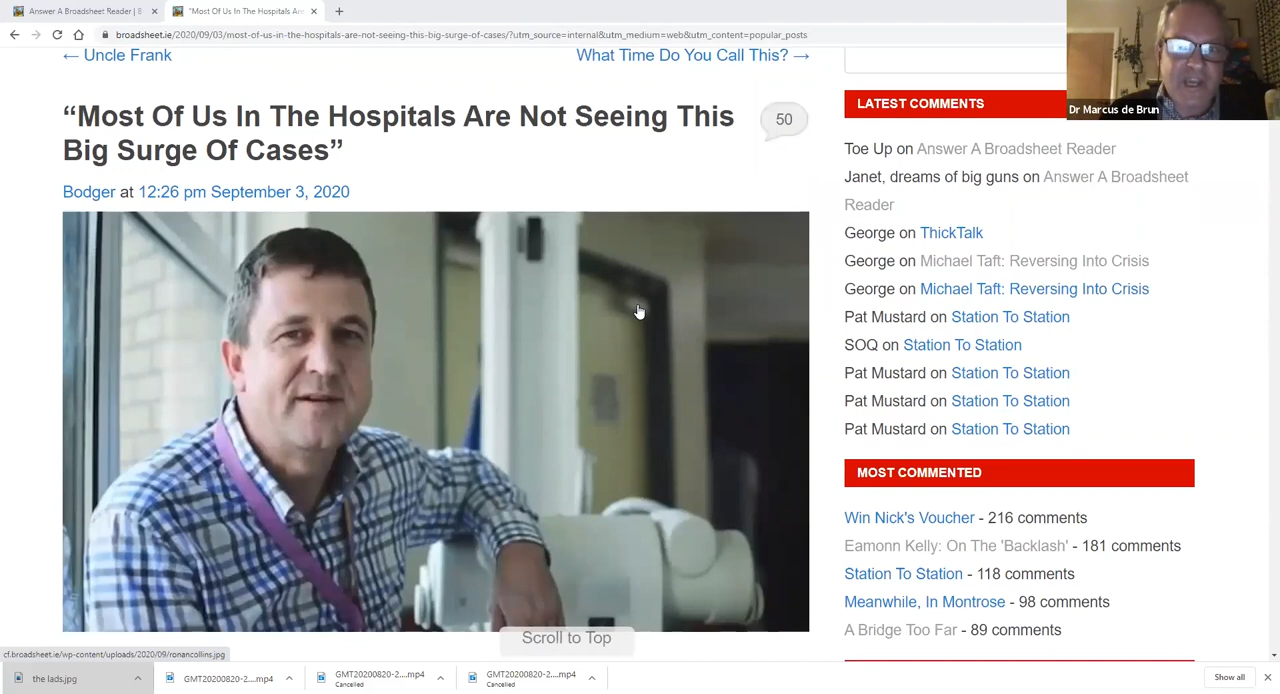 Answer A Broadsheet Reader | B
"Most Of Us In The Hospitals Are
broadsheet.ie/2020/09/03/most-of-us-in-the-hospitals-are-not-seeing-this-big-surge-of-cases/?utm_source=internal&utm_medium=web&utm_content=popular_posts
← Uncle Frank
What Time Do You Call This? →
“Most Of Us In The Hospitals Are Not Seeing This
Big Surge Of Cases”
50
Bodger at 12:26 pm September 3, 2020
Dr Marcus de Brun
LATEST COMMENTS
Toe Up on Answer A Broadsheet Reader
Janet, dreams of big guns on Answer A Broadsheet
Reader
George on ThickTalk
George on Michael Taft: Reversing Into Crisis
George on Michael Taft: Reversing Into Crisis
Pat Mustard on Station To Station
SOQ on Station To Station
Pat Mustard on Station To Station
Pat Mustard on Station To Station
Pat Mustard on Station To Station
MOST COMMENTED
Win Nick's Voucher - 216 comments
Eamonn Kelly: On The 'Backlash' - 181 comments
Station To Station - 118 comments
Meanwhile, In Montrose - 98 comments
A Bridge Too Far - 89 comments
Scroll to Top
cf.broadsheet.ie/wp-content/uploads/2020/09/ronancollins.jpg
the lads.jpg
GMT20200820-2....mp4
GMT20200820-2....mp4
Cancelled
GMT20200820-2....mp4
Cancelled
Show all